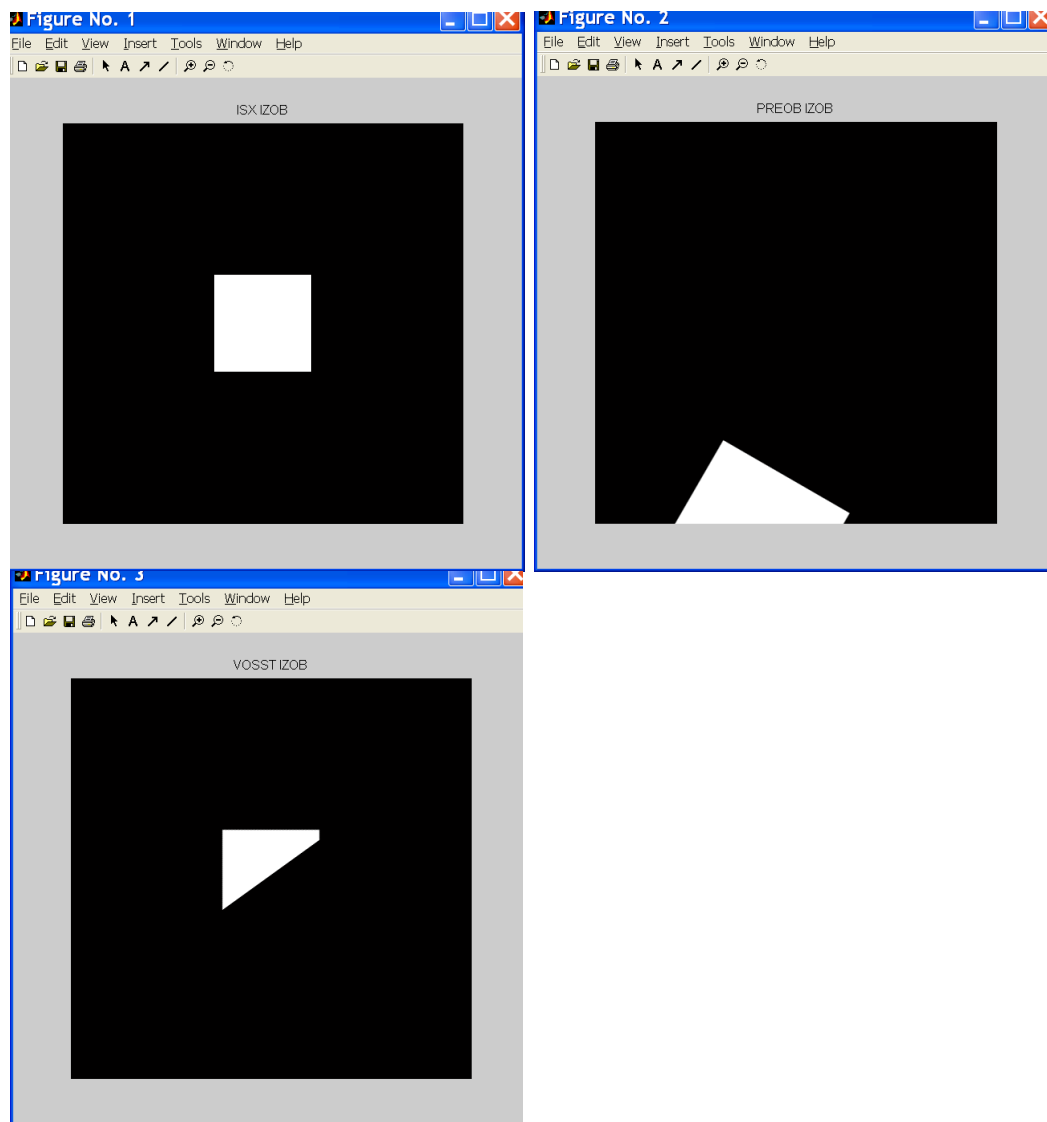 Figure No. 1
File Edit View Insert Tools Window Help
ISX IZOB
Figure No. 2
File Edit View Insert Tools Window Help
PREOB IZOB
Figure No. 3
File Edit View Insert Tools Window Help
VOSST IZOB